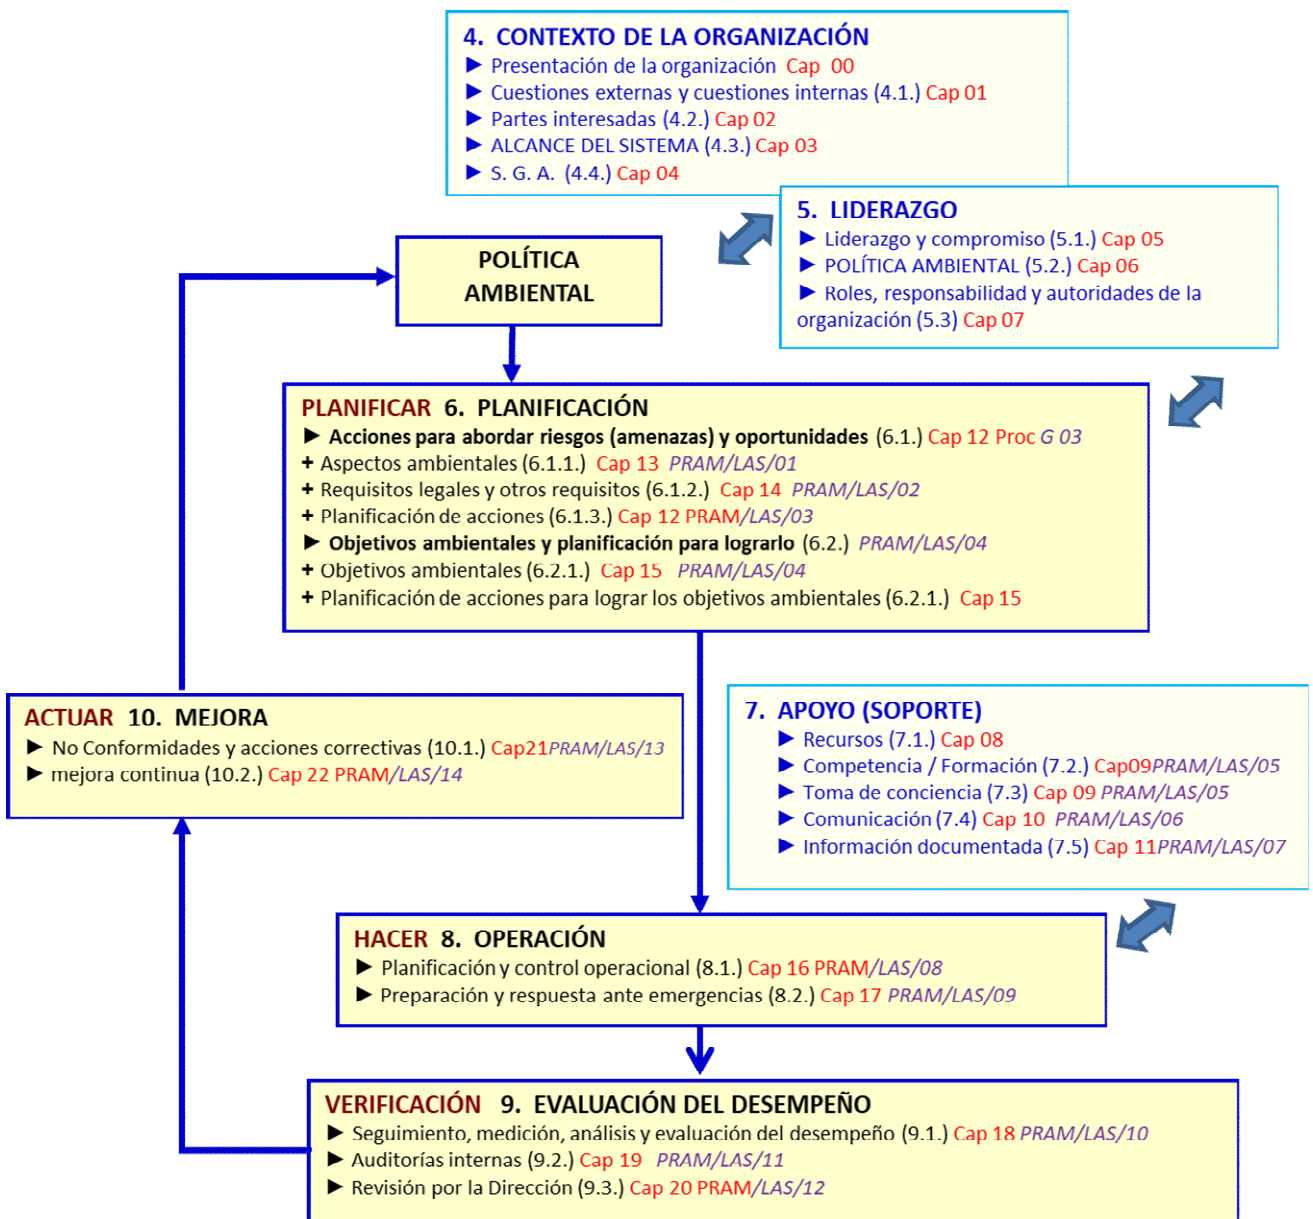 4. CONTEXTO DE LA ORGANIZACIÓN
► Presentación de la organización Cap 00
► Cuestiones externas y cuestiones internas (4.1.) Cap 01
► Partes interesadas (4.2.) Cap 02
► ALCANCE DEL SISTEMA (4.3.) Cap 03
► S. G. A. (4.4.) Cap 04
5. LIDERAZGO
► Liderazgo y compromiso (5.1.) Cap 05
► POLÍTICA AMBIENTAL (5.2.) Cap 06
► Roles, responsabilidad y autoridades de la
organización (5.3) Cap 07
POLÍTICA
AMBIENTAL
PLANIFICAR 6. PLANIFICACIÓN
► Acciones para abordar riesgos (amenazas) y oportunidades (6.1.) Cap 12 Proc G 03
+ Aspectos ambientales (6.1.1.) Cap 13 PRAM/LAS/01
+ Requisitos legales y otros requisitos (6.1.2.) Cap 14 PRAM/LAS/02
+ Planificación de acciones (6.1.3.) Cap 12 PRAM/LAS/03
► Objetivos ambientales y planificación para lograrlo (6.2.) PRAM/LAS/04
+ Objetivos ambientales (6.2.1.) Cap 15 PRAM/LAS/04
+ Planificación de acciones para lograr los objetivos ambientales (6.2.1.) Cap 15
ACTUAR 10. MEJORA
► No Conformidades y acciones correctivas (10.1.) Cap21PRAM/LAS/13
► mejora continua (10.2.) Cap 22 PRAM/LAS/14
7. APOYO (SOPORTE)
► Recursos (7.1.) Cap 08
► Competencia / Formación (7.2.) Cap09PRAM/LAS/05
► Toma de conciencia (7.3) Cap 09 PRAM/LAS/05
► Comunicación (7.4) Cap 10 PRAM/LAS/06
► Información documentada (7.5) Cap 11PRAM/LAS/07
HACER 8. OPERACIÓN
► Planificación y control operacional (8.1.) Cap 16 PRAM/LAS/08
► Preparación y respuesta ante emergencias (8.2.) Cap 17 PRAM/LAS/09
VERIFICACIÓN 9. EVALUACIÓN DEL DESEMPEÑO
► Seguimiento, medición, análisis y evaluación del desempeño (9.1.) Cap 18 PRAM/LAS/10
► Auditorías internas (9.2.) Cap 19 PRAM/LAS/11
► Revisión por la Dirección (9.3.) Cap 20 PRAM/LAS/12